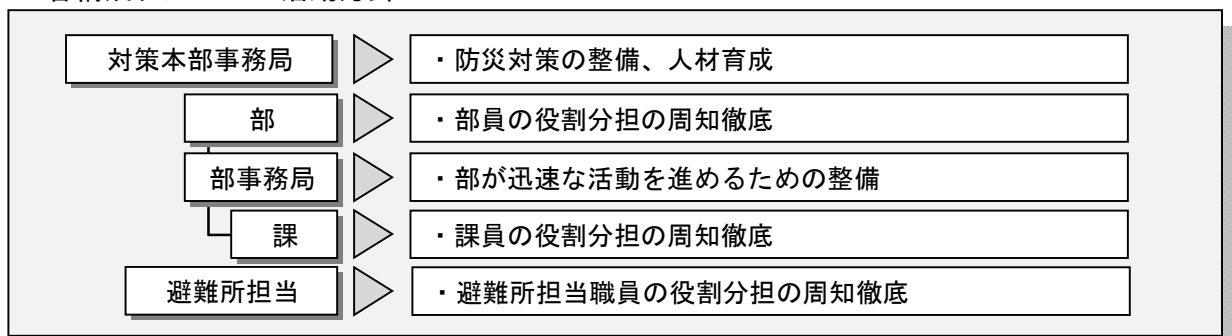 対策本部事務局 ・防災対策の整備、人材育成
部 ・部員の役割分担の周知徹底
部事務局 ・部が迅速な活動を進めるための整備
課 ・課員の役割分担の周知徹底
避難所担当 ・避難所担当職員の役割分担の周知徹底